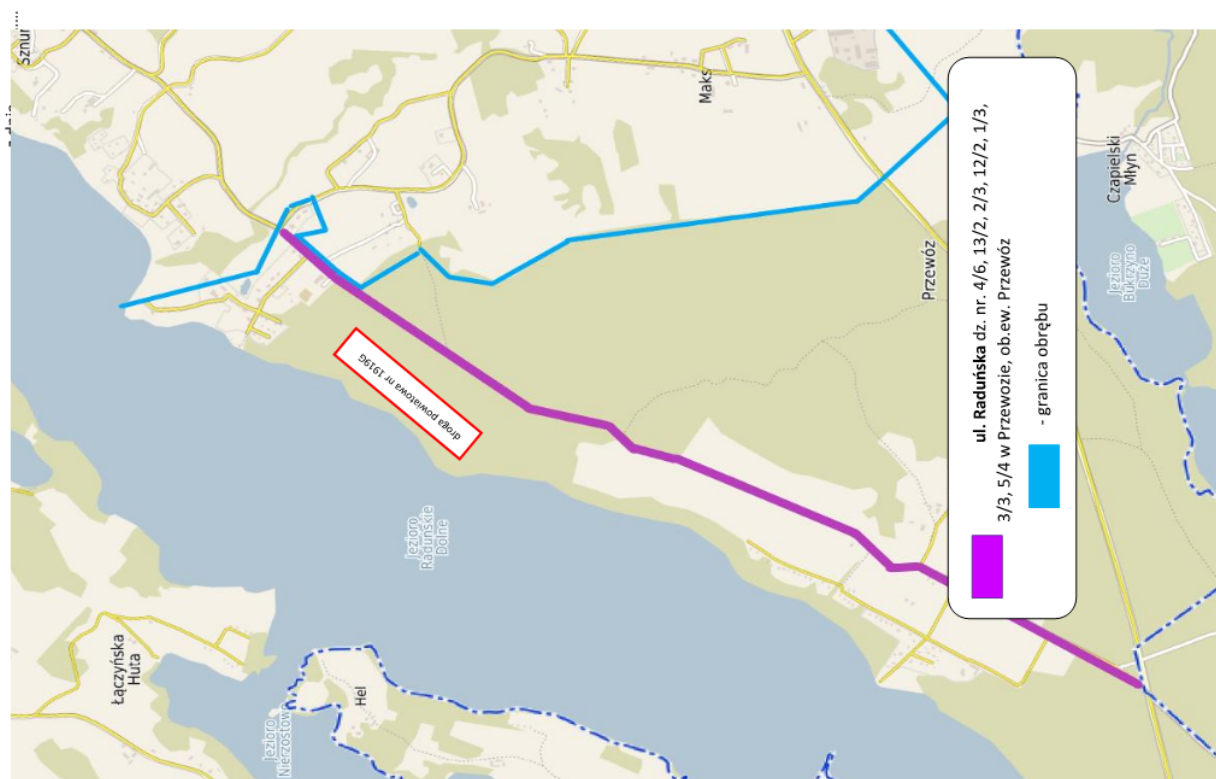 Maks
Czapielski
Młyn
Przewóz
Jezioro
Bukrzyno
Duże
droga powiatowa nr 1919G
Jezioro
Raduńskie
Dolne
Łączyńska
Huta
Hel
Jezioro
Nierzostowo
ul. Raduńska dz. nr. 4/6, 13/2, 2/3, 12/2, 1/3,
3/3, 5/4 w Przewozie, ob.ew. Przewóz
- granica obrębu